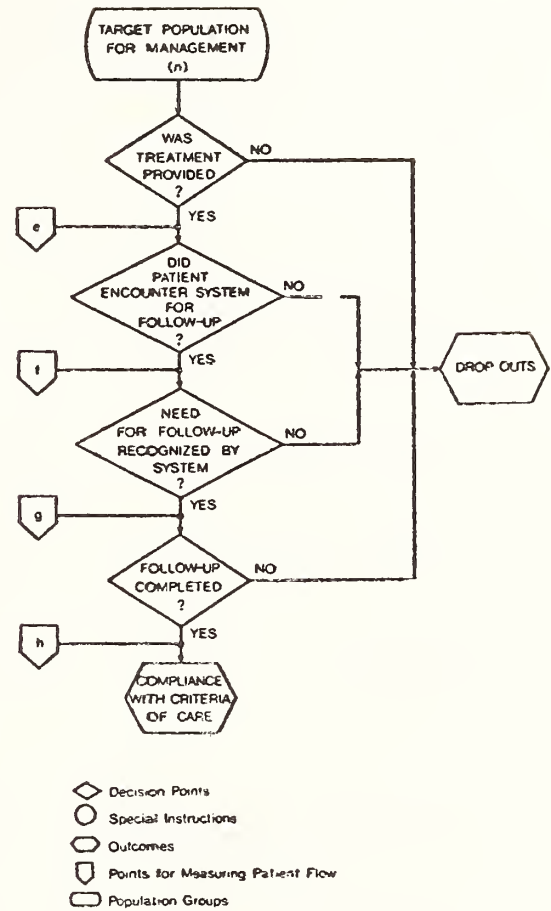 TARGET POPULATION
FOR MANAGEMENT
(n)
WAS
TREATMENT
PROVIDED
?
NO
YES
e
DID
PATIENT
ENCOUNTER SYSTEM
FOR
FOLLOW-UP
?
NO
YES
f
DROP OUTS
NEED
FOR FOLLOW-UP
RECOGNIZED BY
SYSTEM
?
NO
YES
g
FOLLOW-UP
COMPLETED
?
NO
YES
h
COMPLIANCE
WITH CRITERIA
OF CARE
Decision Points
Special Instructions
Outcomes
Points for Measuring Patient Flow
Population Groups